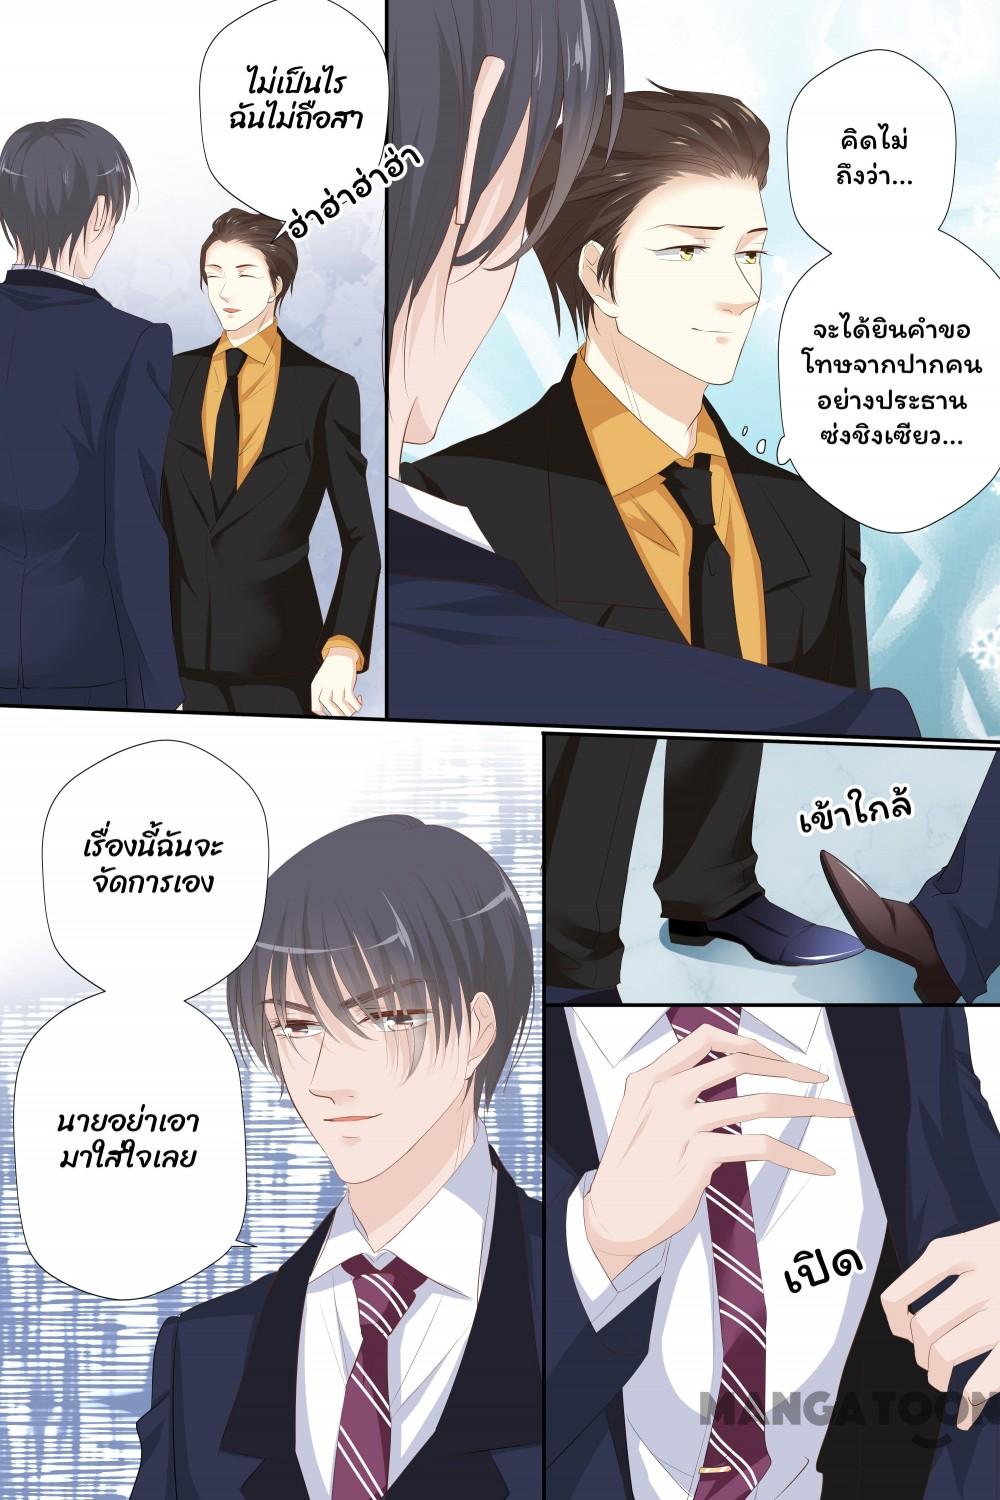 ไม่เป็นไร
ฉันไม่ถือสา
ฮ่าฮ่าฮ่าฮ่า
คิดไม่
ถึงว่า...
จะได้ยินคำขอ
โทษจากปากคน
อย่างประธาน
ซ่งชิงเซียว...
เรื่องนี้ฉันจะ
จัดการเอง
นายอย่าเอา
มาใส่ใจเลย
เข้าใกล้
เปิด
MANGATOON